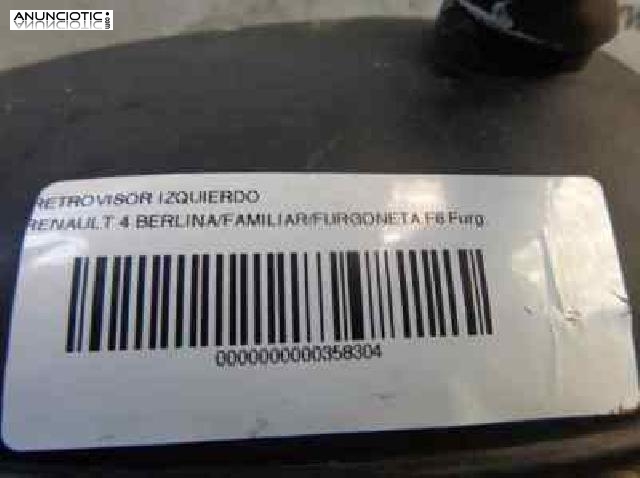 ANUNCIOTIC
RETROVISOR IZQUIERDO
RENAULT 4 BERLINA/FAMILIAR/FURGONETA F6 Furg
0000000000358304